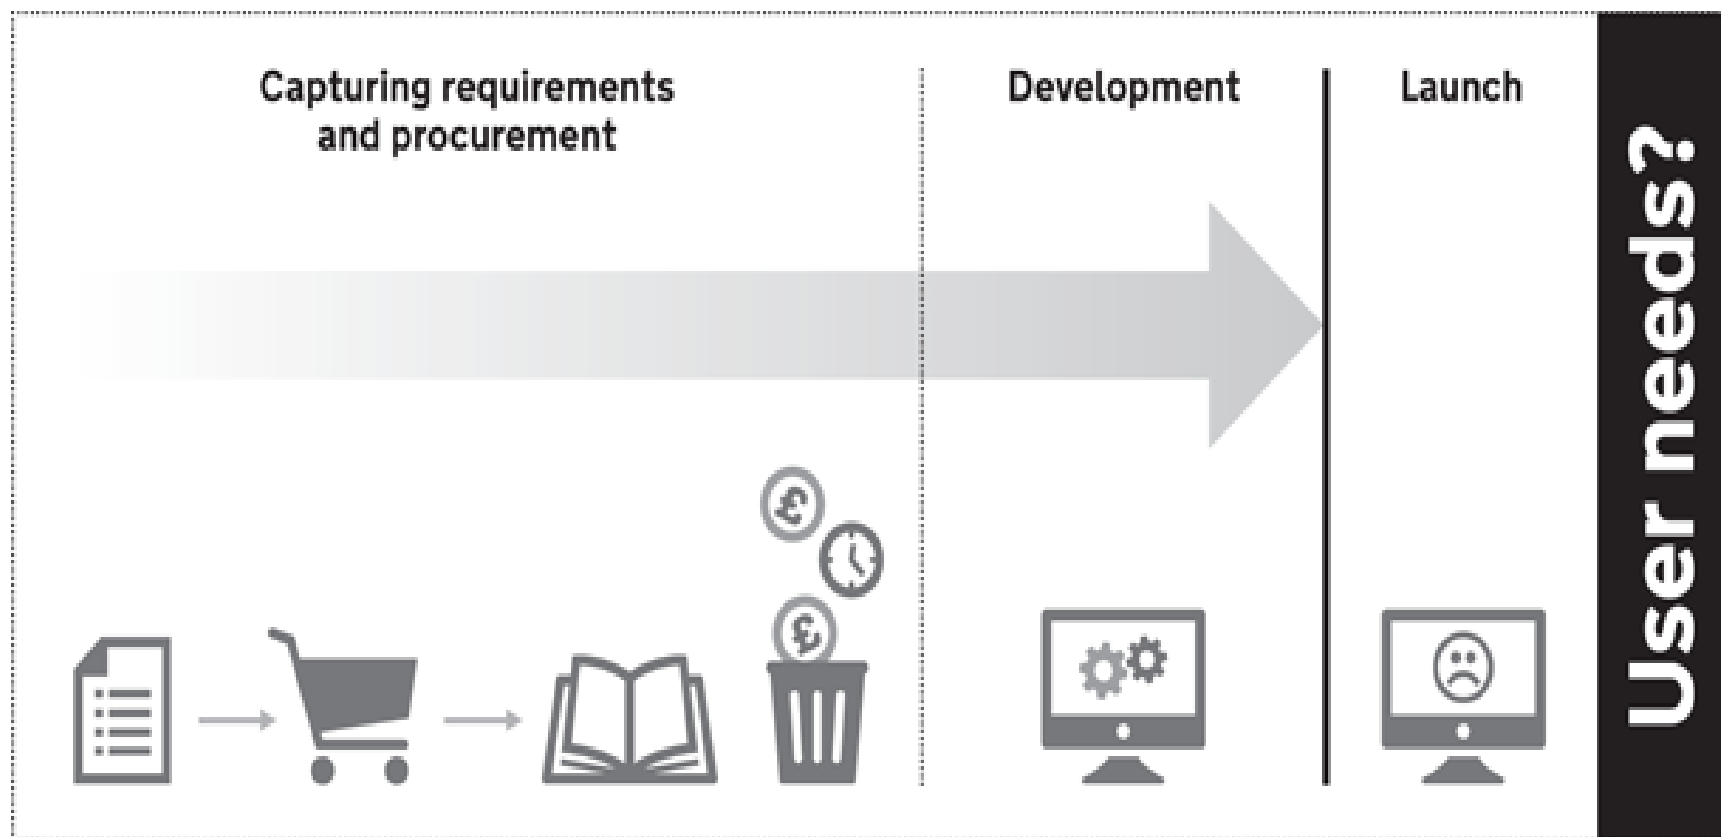 Capturing requirements
and procurement
Development
Launch
User needs?
£
£